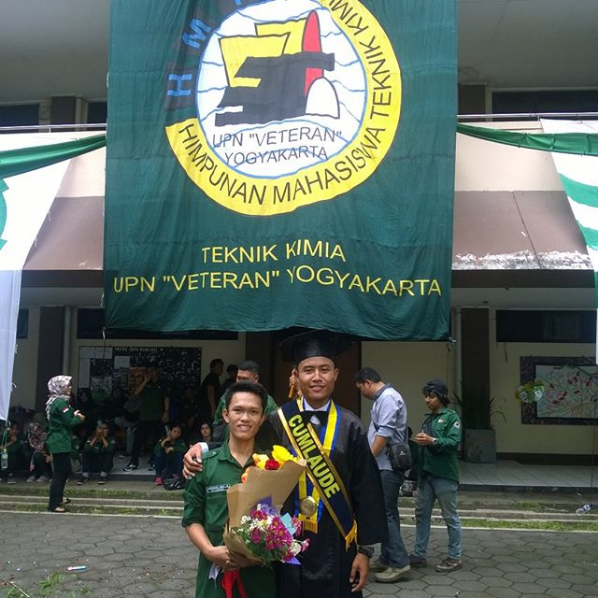 HIMPUNAN MAHASISWA TEKNIK KIMIA
UPN "VETERAN"
YOGYAKARTA
TEKNIK KIMIA
UPN "VETERAN" YOGYAKARTA
CUMLAUDE